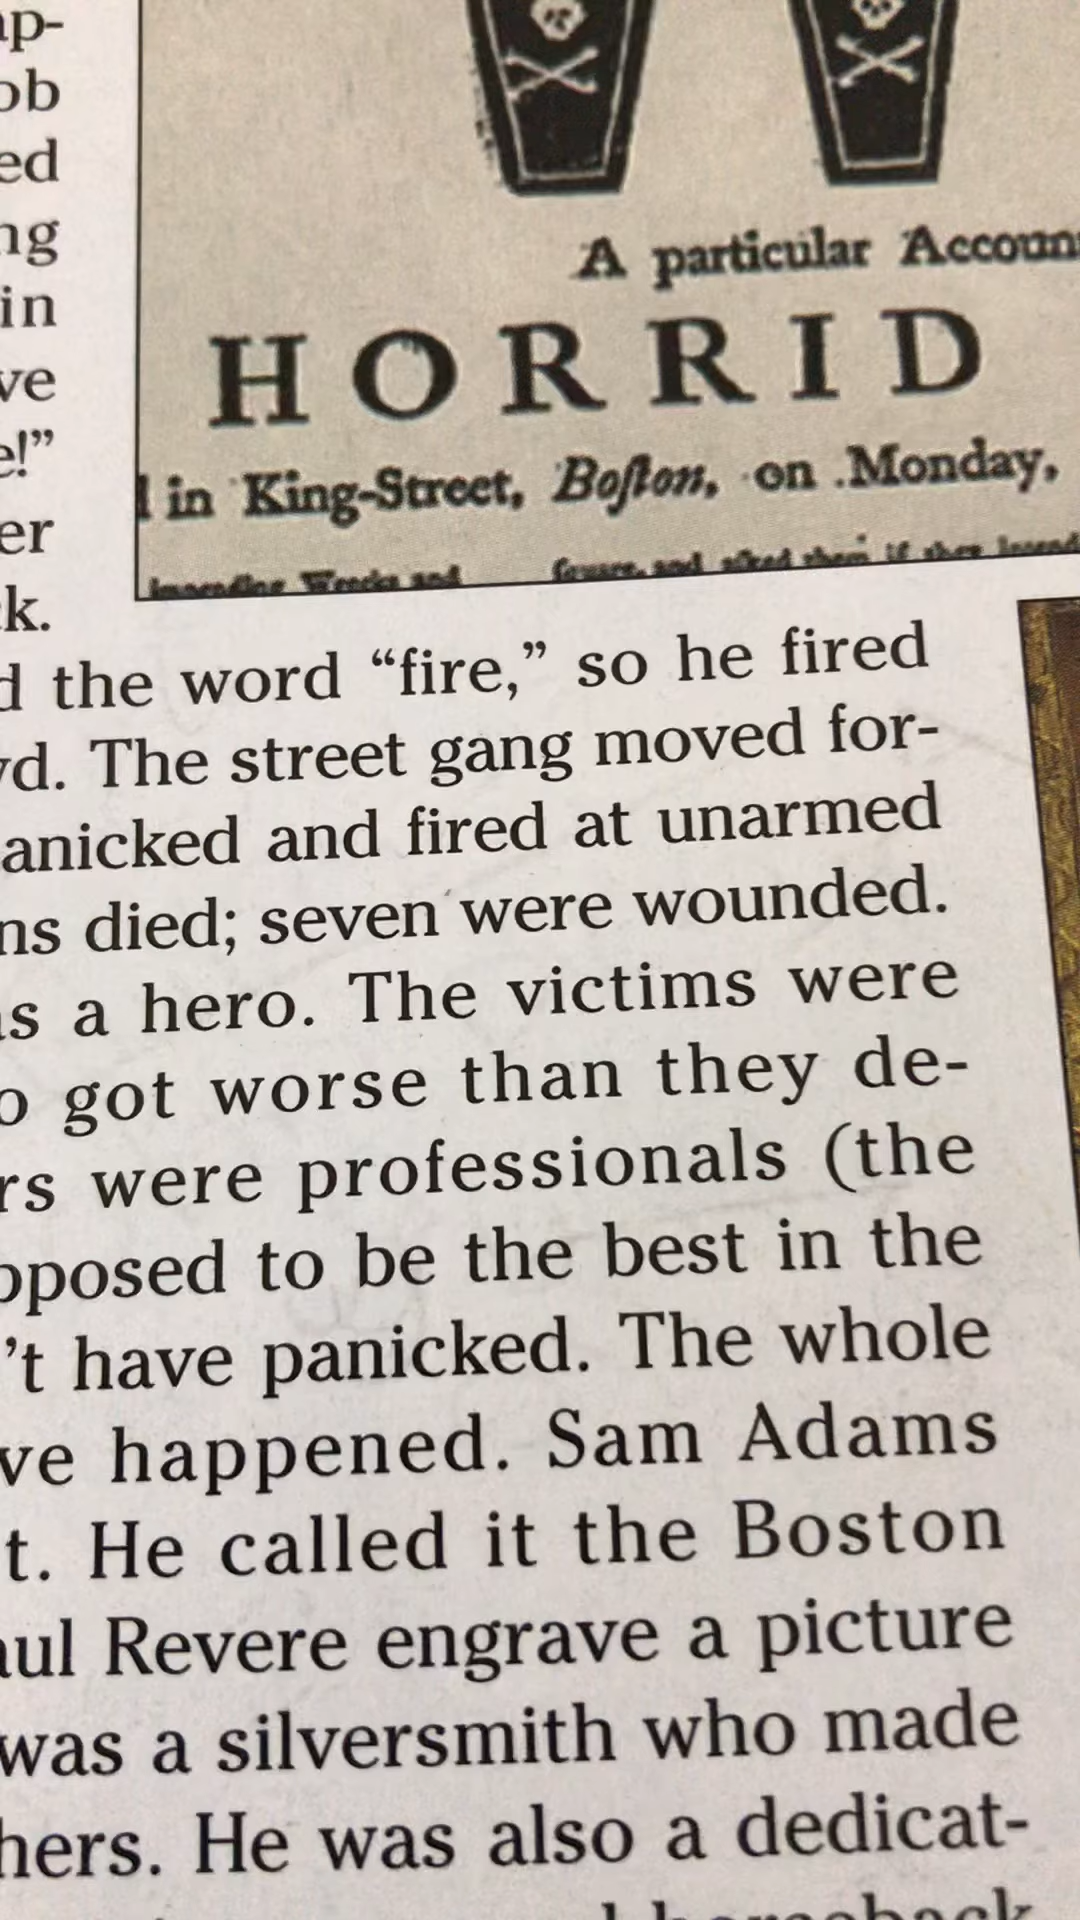 A particular Accoun
HORRID
in King-Street, Boſton, on Monday,
ap-
ob
ed
ng
in
ve
e!”
er
k.
d the word “fire,” so he fired
d. The street gang moved for-
anicked and fired at unarmed
ns died; seven were wounded.
s a hero. The victims were
o got worse than they de-
rs were professionals (the
pposed to be the best in the
’t have panicked. The whole
ve happened. Sam Adams
t. He called it the Boston
aul Revere engrave a picture
was a silversmith who made
hers. He was also a dedicat-